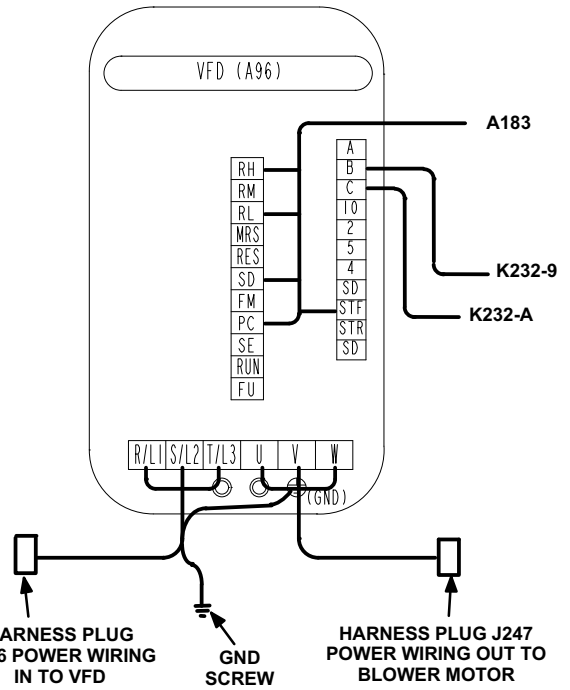 VFD (A96)
A183
RH
RM
RL
MRS
RES
SD
FM
PC
SE
RUN
FU
A
B
C
10
2
5
4
SD
STF
STR
SD
K232-9
K232-A
R/L1 S/L2 T/L3 U V W
(GND)
ARNESS PLUG
6 POWER WIRING
IN TO VFD
GND
SCREW
HARNESS PLUG J247
POWER WIRING OUT TO
BLOWER MOTOR